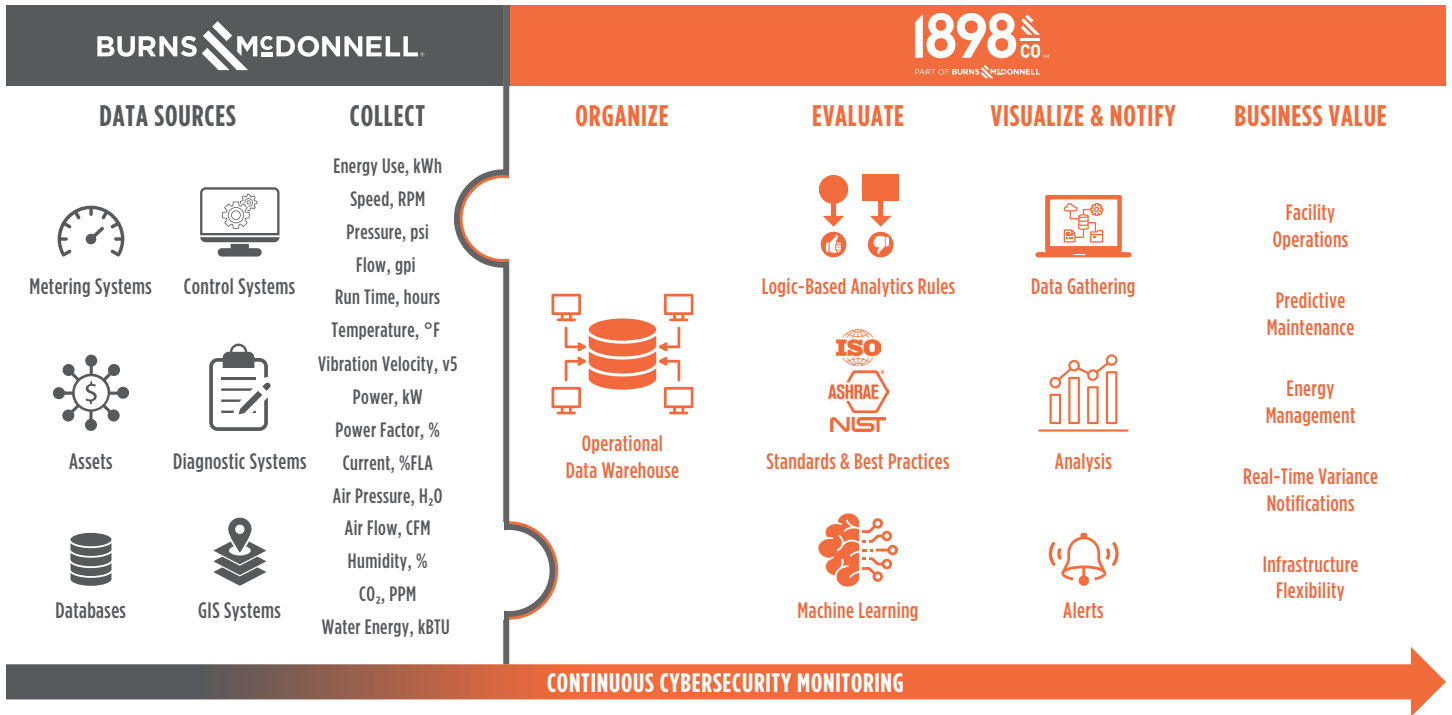 BURNS McDONNELL®
1898 & CO SM
PART OF BURNS McDONNELL
DATA SOURCES
Metering Systems
Control Systems
Assets
$
Diagnostic Systems
Databases
GIS Systems
COLLECT
Energy Use, kWh
Speed, RPM
Pressure, psi
Flow, gpi
Run Time, hours
Temperature, °F
Vibration Velocity, v5
Power, kW
Power Factor, %
Current, %FLA
Air Pressure, H₂O
Air Flow, CFM
Humidity, %
CO₂, PPM
Water Energy, kBTU
ORGANIZE
Operational
Data Warehouse
EVALUATE
Logic-Based Analytics Rules
ISO
ASHRAE®
NIST
Standards & Best Practices
Machine Learning
VISUALIZE & NOTIFY
Data Gathering
Analysis
Alerts
BUSINESS VALUE
Facility
Operations
Predictive
Maintenance
Energy
Management
Real-Time Variance
Notifications
Infrastructure
Flexibility
CONTINUOUS CYBERSECURITY MONITORING